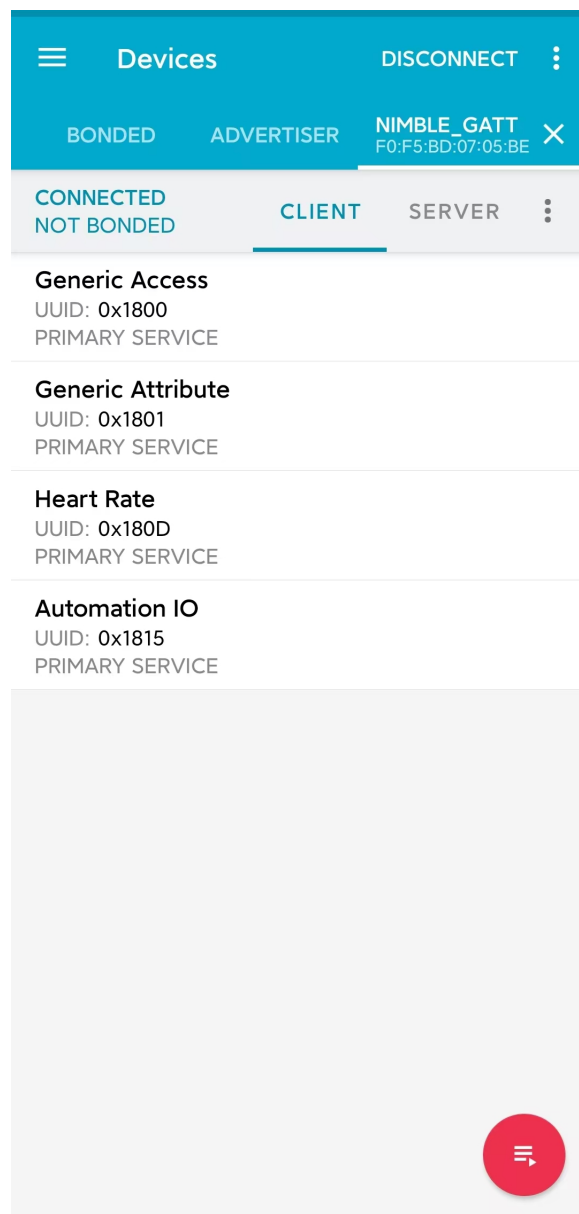 Devices
DISCONNECT
BONDED
ADVERTISER
NIMBLE_GATT
F0:F5:BD:07:05:BE
CONNECTED
NOT BONDED
CLIENT
SERVER
Generic Access
UUID: 0x1800
PRIMARY SERVICE
Generic Attribute
UUID: 0x1801
PRIMARY SERVICE
Heart Rate
UUID: 0x180D
PRIMARY SERVICE
Automation IO
UUID: 0x1815
PRIMARY SERVICE